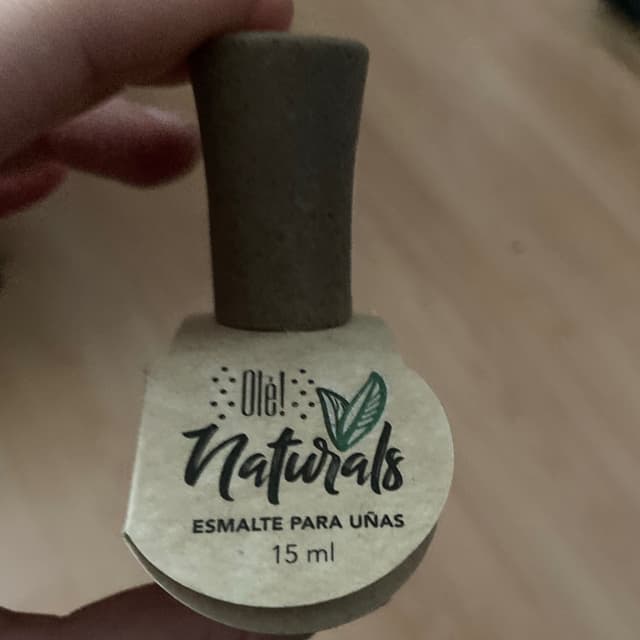 Olé!
Naturals
ESMALTE PARA UÑAS
15 ml